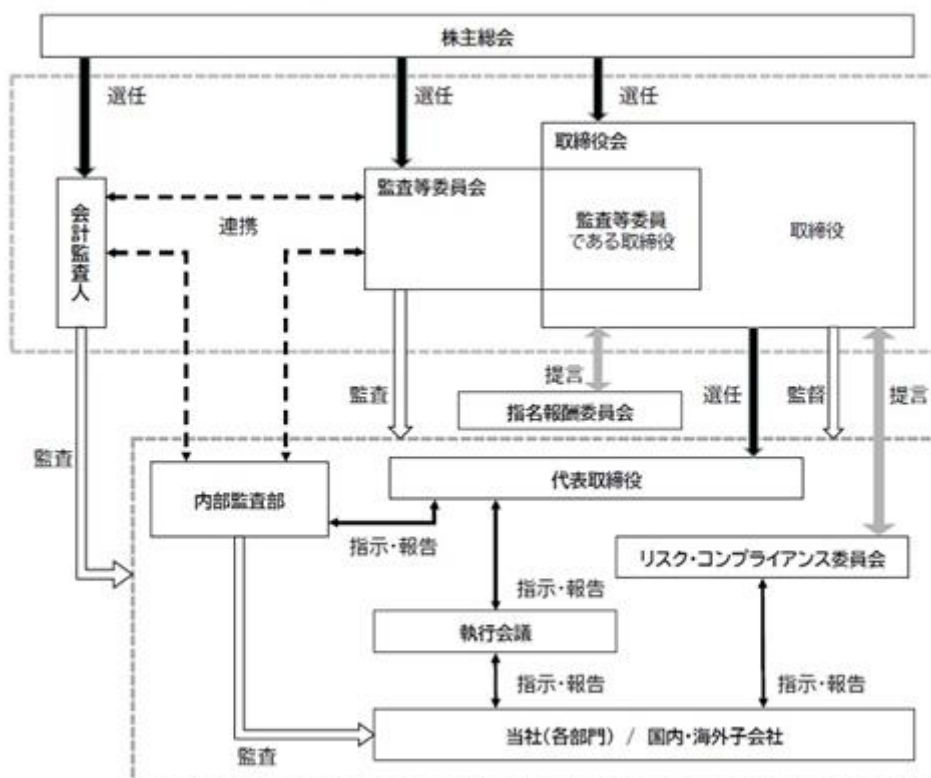 株主総会
選任
選任
選任
取締役会
監査等委員会
会計監査人
連携
監査等委員
である取締役
取締役
監査
提言
選任
監督
提言
指名報酬委員会
監査
代表取締役
内部監査部
指示・報告
リスク・コンプライアンス委員会
指示・報告
執行会議
指示・報告
指示・報告
当社(各部門) / 国内・海外子会社
監査